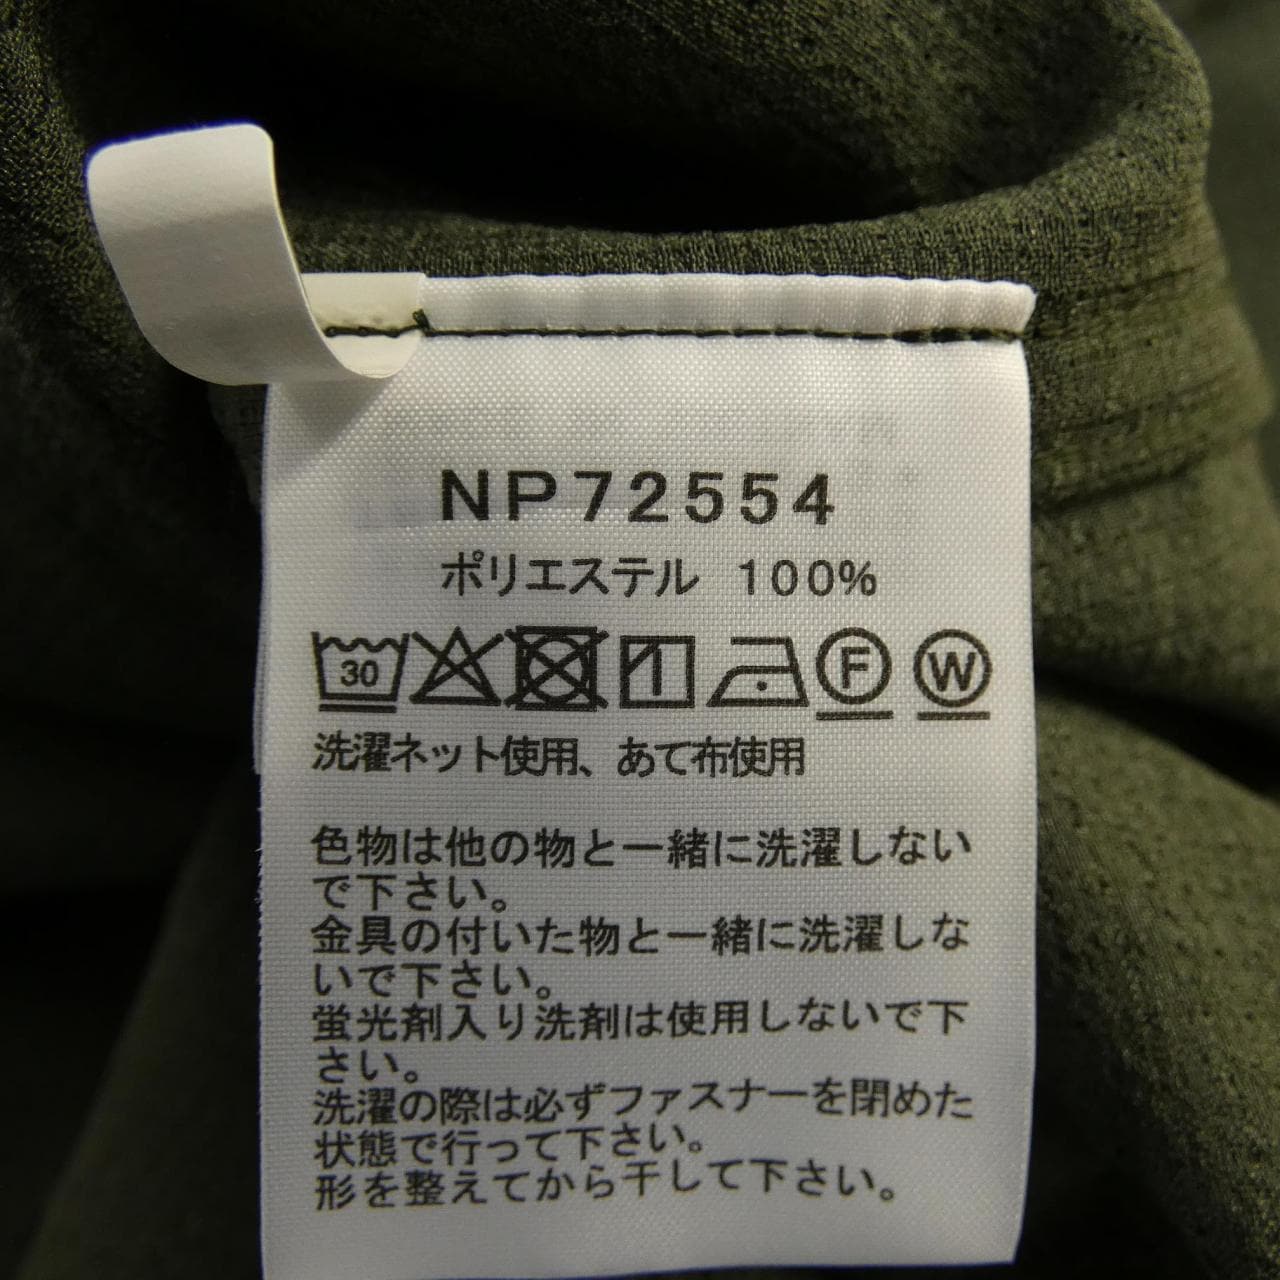 NP72554
ポリエステル 100%
30 F W
洗濯ネット使用、あて布使用
色物は他の物と一緒に洗濯しない
で下さい。
金具の付いた物と一緒に洗濯しな
いで下さい。
蛍光剤入り洗剤は使用しないで下
さい。
洗濯の際は必ずファスナーを閉めた
状態で行って下さい。
形を整えてから干して下さい。